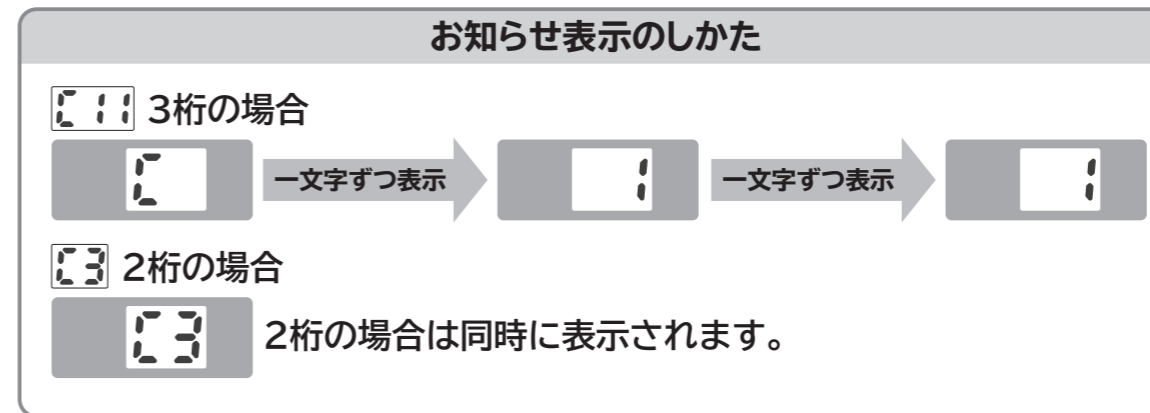 お知らせ表示のしかた
C11 3桁の場合
C 一文字ずつ表示 1 一文字ずつ表示 1
C3 2桁の場合
C3 2桁の場合は同時に表示されます。